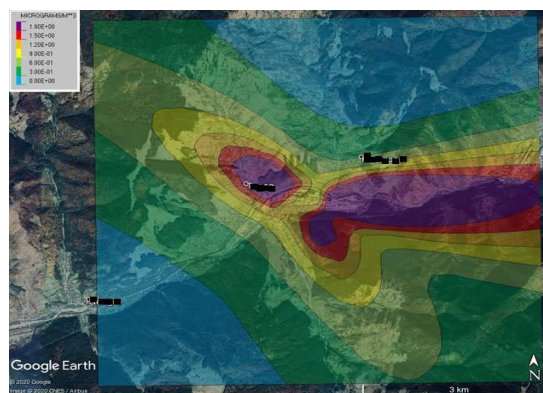 MICROGRAMS/M**3
1.80E+00
1.50E+00
1.20E+00
9.00E-01
6.00E-01
3.00E-01
0.00E+00
Google Earth
© 2020 Google
Image © 2020 CNES / Airbus
3 km
N